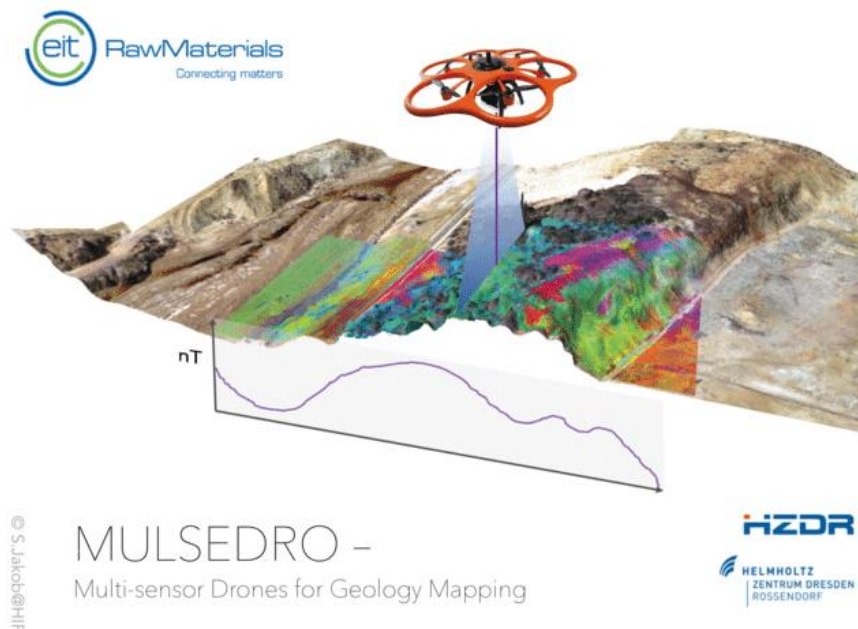 eit RawMaterials
Connecting matters
nT
MULSEDRO –
Multi-sensor Drones for Geology Mapping
HZDR
HELMHOLTZ
ZENTRUM DRESDEN
ROSSENDORF
© S.Jakob@HIF